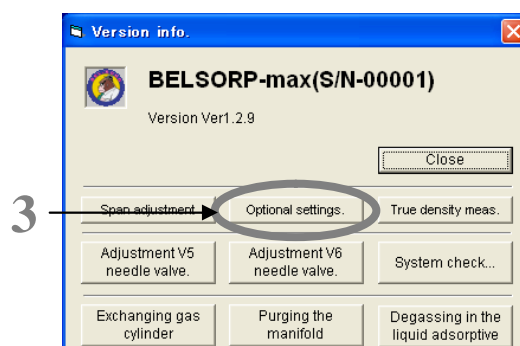 Version info.
BELSORP-max(S/N-00001)
Version Ver1.2.9
Close
3
Span adjustment
Optional settings.
True density meas.
Adjustment V5
needle valve.
Adjustment V6
needle valve.
System check...
Exchanging gas
cylinder
Purging the
manifold
Degassing in the
liquid adsorptive